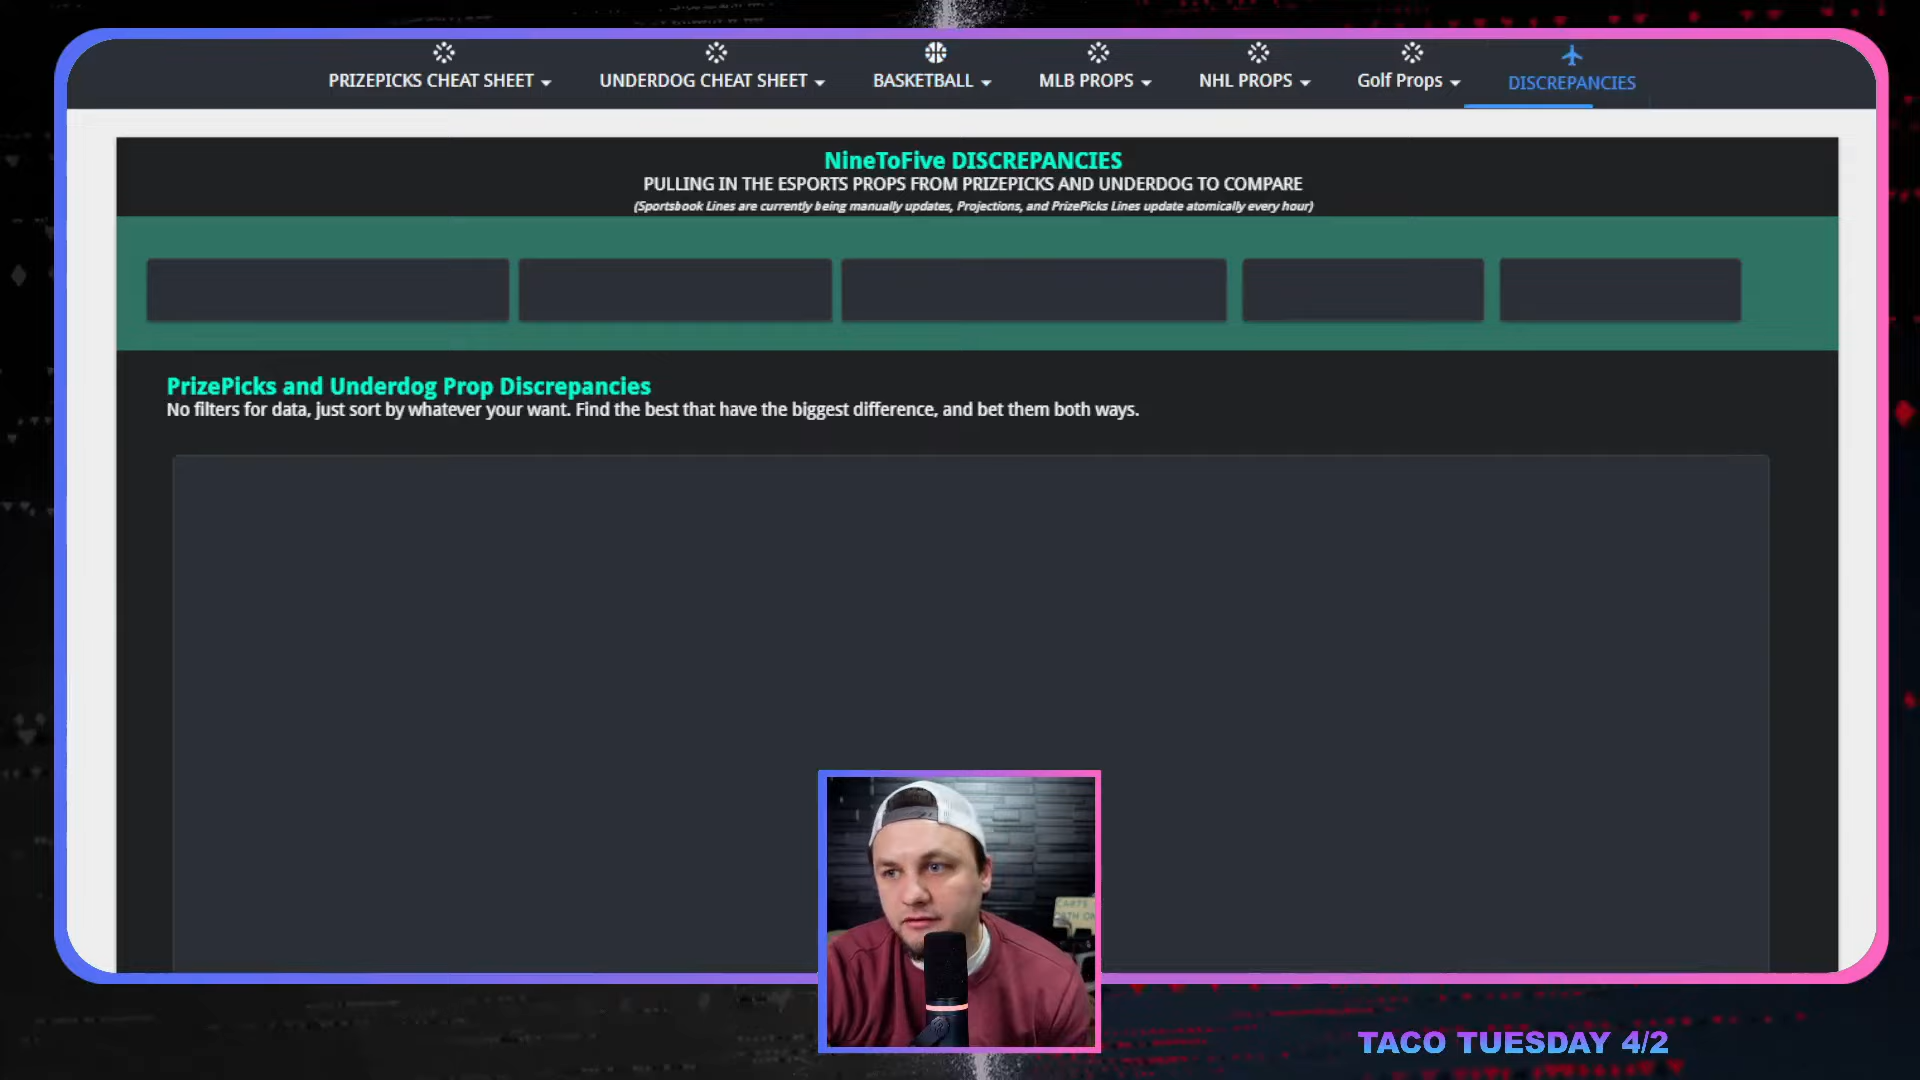 PRIZEPICKS CHEAT SHEET
UNDERDOG CHEAT SHEET
BASKETBALL
MLB PROPS
NHL PROPS
Golf Props
DISCREPANCIES
NineToFive DISCREPANCIES
PULLING IN THE ESPORTS PROPS FROM PRIZEPICKS AND UNDERDOG TO COMPARE
(Sportsbook Lines are currently being manually updates, Projections, and PrizePicks Lines update atomically every hour)
PrizePicks and Underdog Prop Discrepancies
No filters for data, just sort by whatever your want. Find the best that have the biggest difference, and bet them both ways.
TACO TUESDAY 4/2